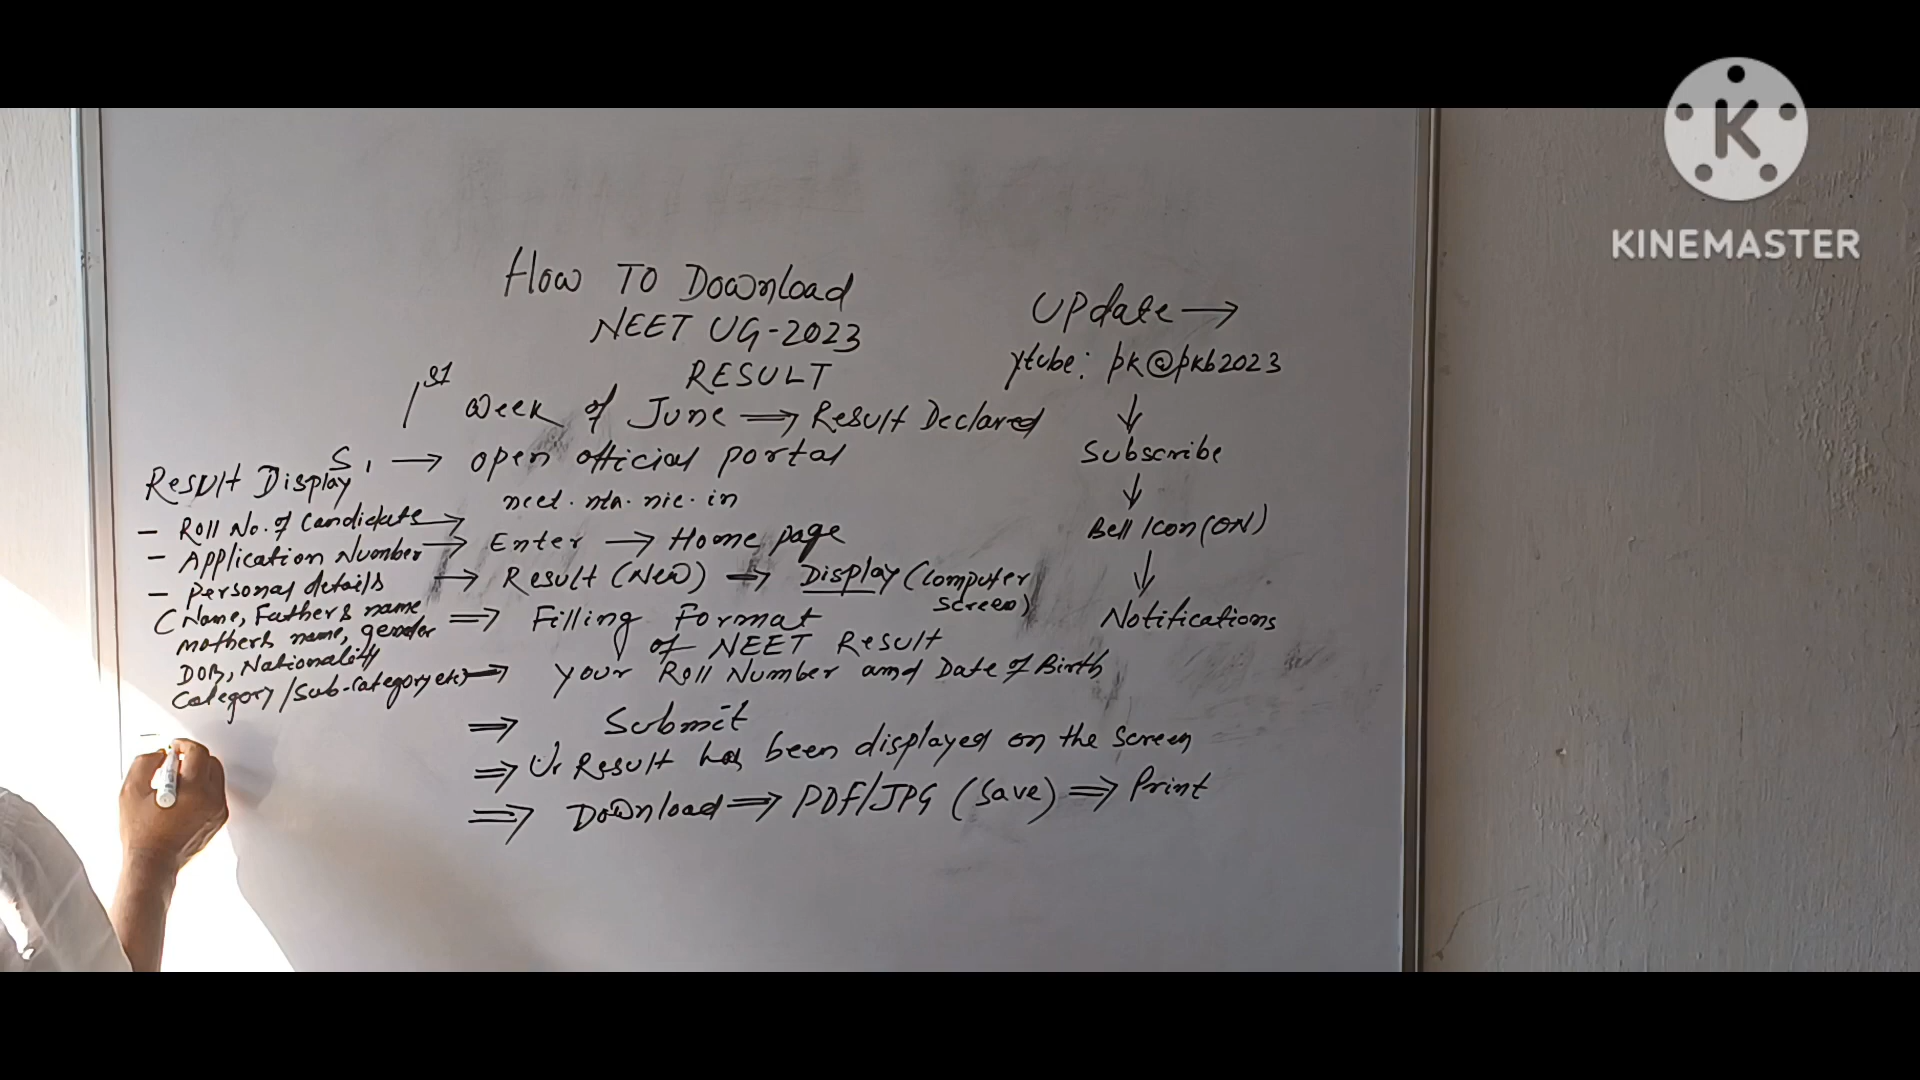 How To Download
NEET UG-2023
RESULT
1st week of June ⟹ Result Declared
S1 → open official portal
neet.nta.nic.in
→ Enter → Home page
→ Result (New) → Display (Computer
screen)
⟹ Filling Format
of NEET Result
→ your Roll Number and Date of Birth
⟹ Submit
⟹ Ur Result has been displayed on the screen
⟹ Download ⟹ PDF/JPG (Save) ⟹ Print
Result Display
- Roll No. of Candidate
- Application Number
- Personal details
(Name, Father's name
mother's name, gender
DOB, Nationality
Category/Sub-Category etc)
Update →
Ytube: pk@pkb2023
↓
Subscribe
↓
Bell Icon (ON)
↓
Notifications
K
KINEMASTER